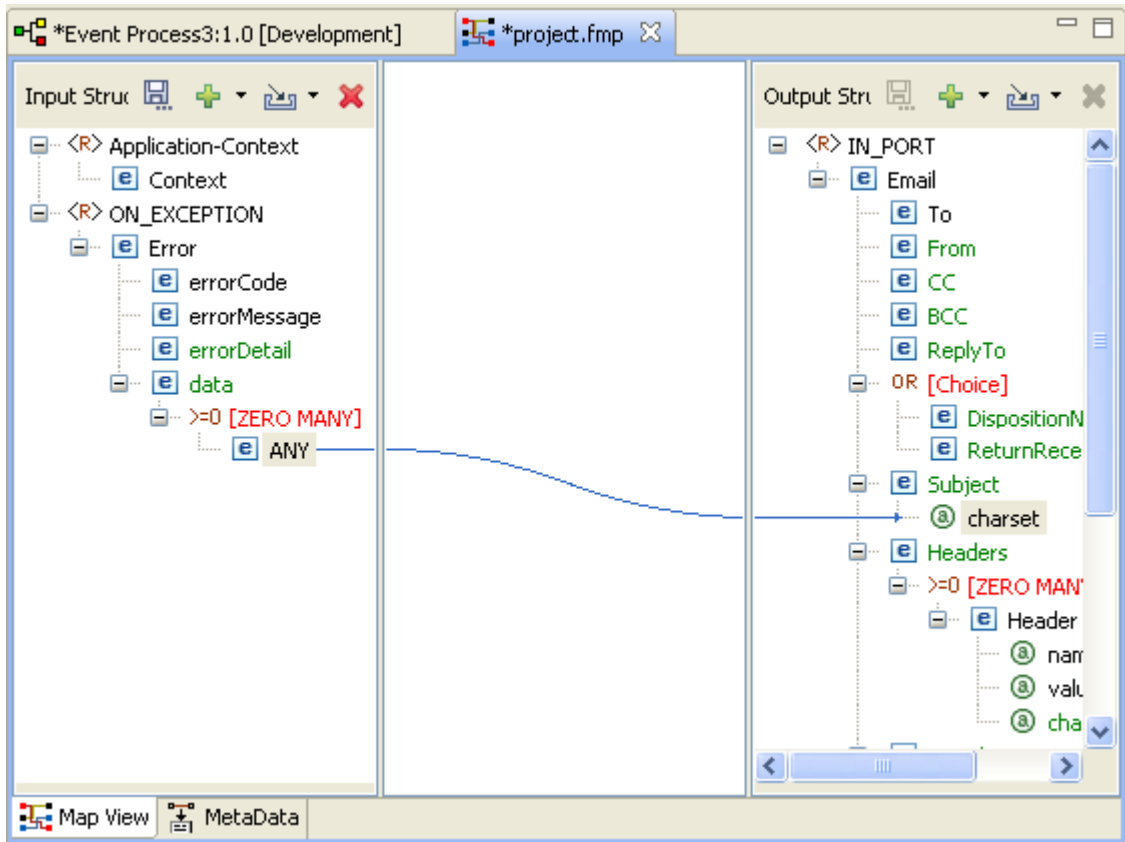 *Event Process3:1.0 [Development]
*project.fmp
Input Struc
Application-Context
e Context
<R> ON_EXCEPTION
e Error
e errorCode
e errorMessage
e errorDetail
e data
>=0 [ZERO MANY]
e ANY
Output Stru
<R> IN_PORT
e Email
e To
e From
e CC
e BCC
e ReplyTo
OR [Choice]
e DispositionN
e ReturnRece
e Subject
a charset
e Headers
>=0 [ZERO MAN
e Header
a nam
a valu
a cha
Map View
MetaData